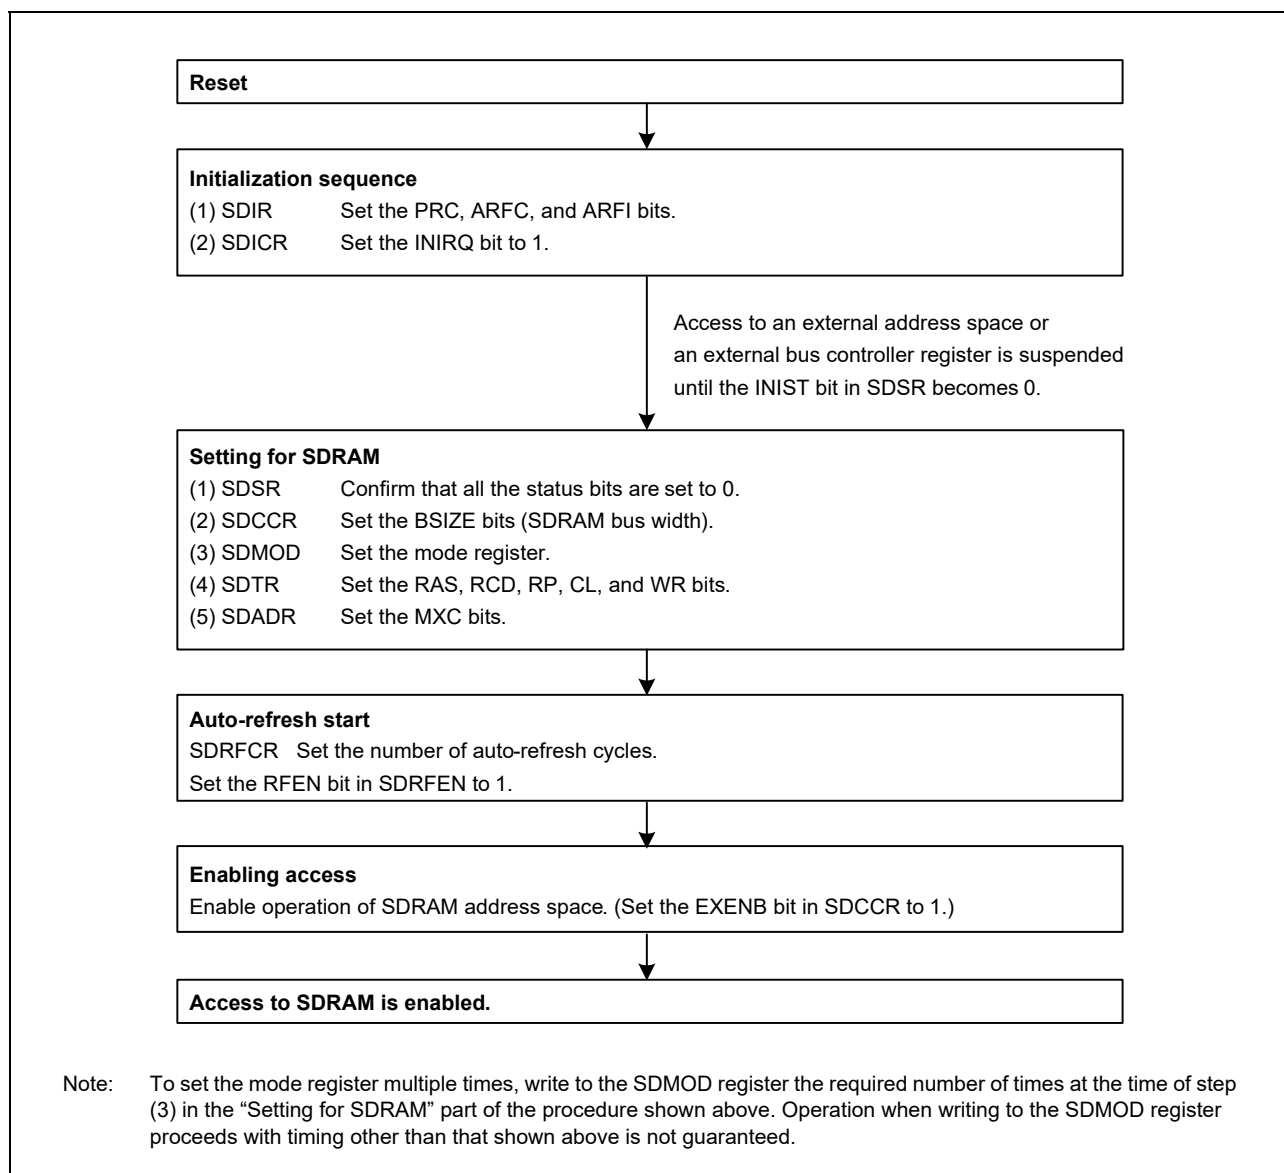 Reset
Initialization sequence
(1) SDIR Set the PRC, ARFC, and ARFI bits.
(2) SDICR Set the INIRQ bit to 1.
Access to an external address space or
an external bus controller register is suspended
until the INIST bit in SDSR becomes 0.
Setting for SDRAM
(1) SDSR Confirm that all the status bits are set to 0.
(2) SDCCR Set the BSIZE bits (SDRAM bus width).
(3) SDMOD Set the mode register.
(4) SDTR Set the RAS, RCD, RP, CL, and WR bits.
(5) SDADR Set the MXC bits.
Auto-refresh start
SDRFCR Set the number of auto-refresh cycles.
Set the RFEN bit in SDRFEN to 1.
Enabling access
Enable operation of SDRAM address space. (Set the EXENB bit in SDCCR to 1.)
Access to SDRAM is enabled.
Note: To set the mode register multiple times, write to the SDMOD register the required number of times at the time of step
(3) in the “Setting for SDRAM” part of the procedure shown above. Operation when writing to the SDMOD register
proceeds with timing other than that shown above is not guaranteed.